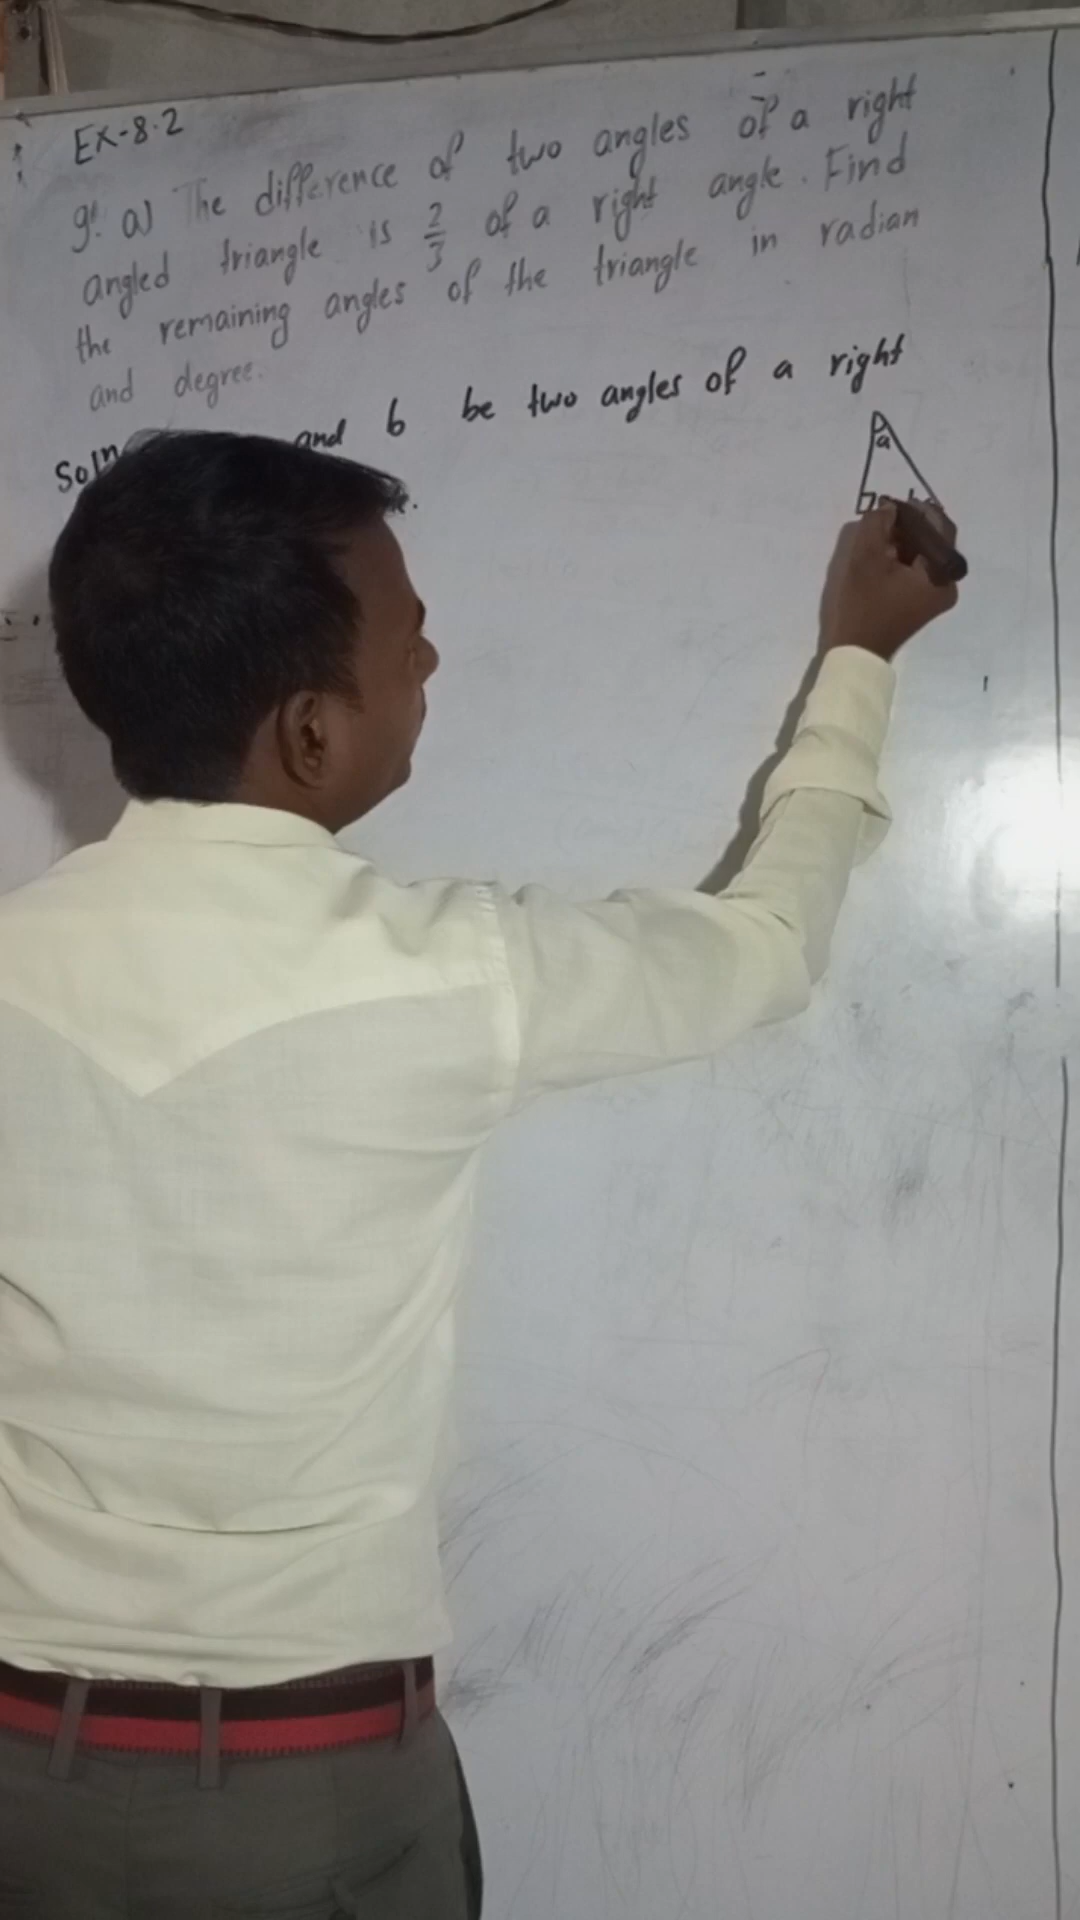 Ex-8.2
9. a) The difference of two angles of a right
angled triangle is 2/3 of a right angle. Find
the remaining angles of the triangle in radian
and degree.
Soln and b be two angles of a right
a